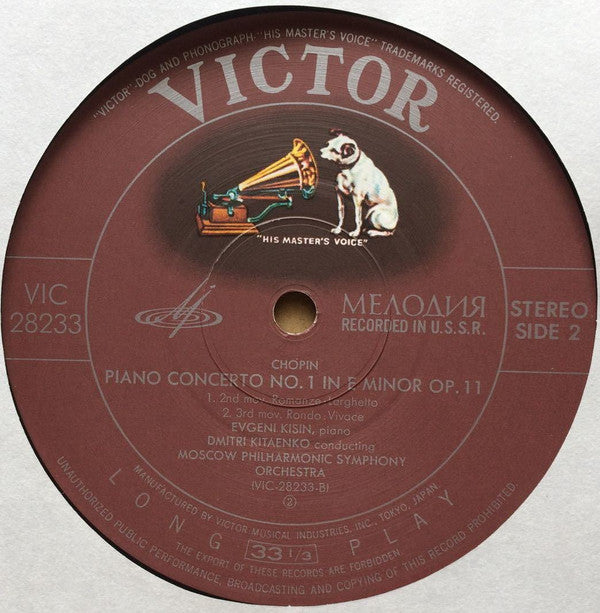 "VICTOR"-DOG AND PHONOGRAPH-"HIS MASTER'S VOICE" TRADEMARKS REGISTERED.
VICTOR
"HIS MASTER'S VOICE"
VIC
28233
МЕЛОДИЯ
RECORDED IN U.S.S.R.
STEREO
SIDE 2
CHOPIN
PIANO CONCERTO NO. 1 IN E MINOR OP. 11
1. 2nd mov. Romanze : Larghetto
2. 3rd mov. Rondo : Vivace
EVGENI KISIN, piano
DMITRI KITAENKO conducting
MOSCOW PHILHARMONIC SYMPHONY
ORCHESTRA
(VIC-28233-B)
②
LONG 33 1/3 PLAY
MANUFACTURED BY VICTOR MUSICAL INDUSTRIES, INC., TOKYO, JAPAN.
THE EXPORT OF THESE RECORDS ARE FORBIDDEN.
UNAUTHORIZED PUBLIC PERFORMANCE, BROADCASTING AND COPYING OF THIS RECORD PROHIBITED.